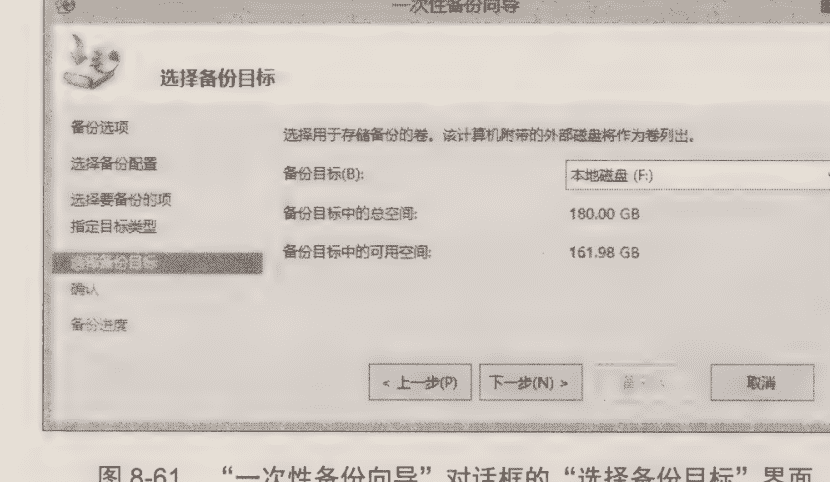 一次性备份向导
选择备份目标
备份选项
选择备份配置
选择要备份的项
指定目标类型
选择备份目标
确认
备份进度
选择用于存储备份的卷。该计算机附带的外部磁盘将作为卷列出。
备份目标(B): 本地磁盘 (F:)
备份目标中的总空间: 180.00 GB
备份目标中的可用空间: 161.98 GB
< 上一步(P) 下一步(N) > 取消
图 8-61 “一次性备份向导”对话框的“选择备份目标”界面